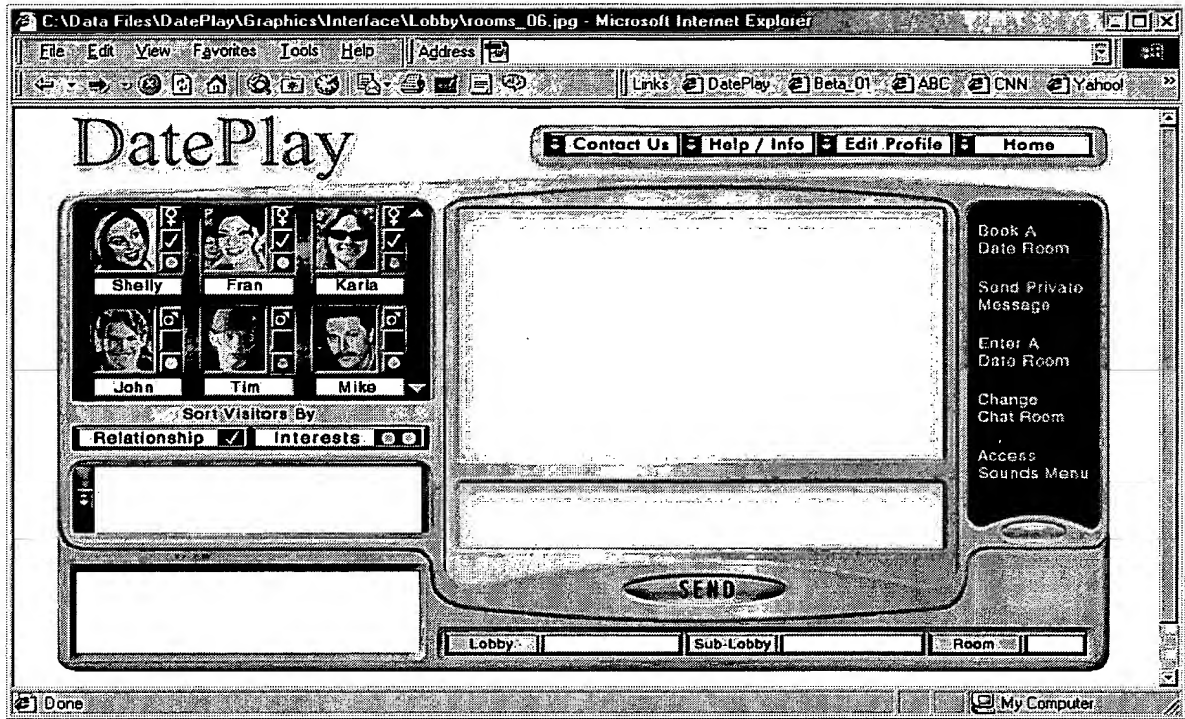 C:\Data Files\DatePlay\Graphics\Interface\Lobby\rooms_06.jpg - Microsoft Internet Explorer
File Edit View Favorites Tools Help Address
Links DatePlay Beta_01 ABC CNN Yahoo! »
DatePlay
Contact Us Help / Info Edit Profile Home
Shelly Fran Karla
John Tim Mike
Sort Visitors By
Relationship Interests
Book A
Date Room
Send Private
Message
Enter A
Date Room
Change
Chat Room
Access
Sounds Menu
SEND
Lobby Sub-Lobby Room
Done My Computer